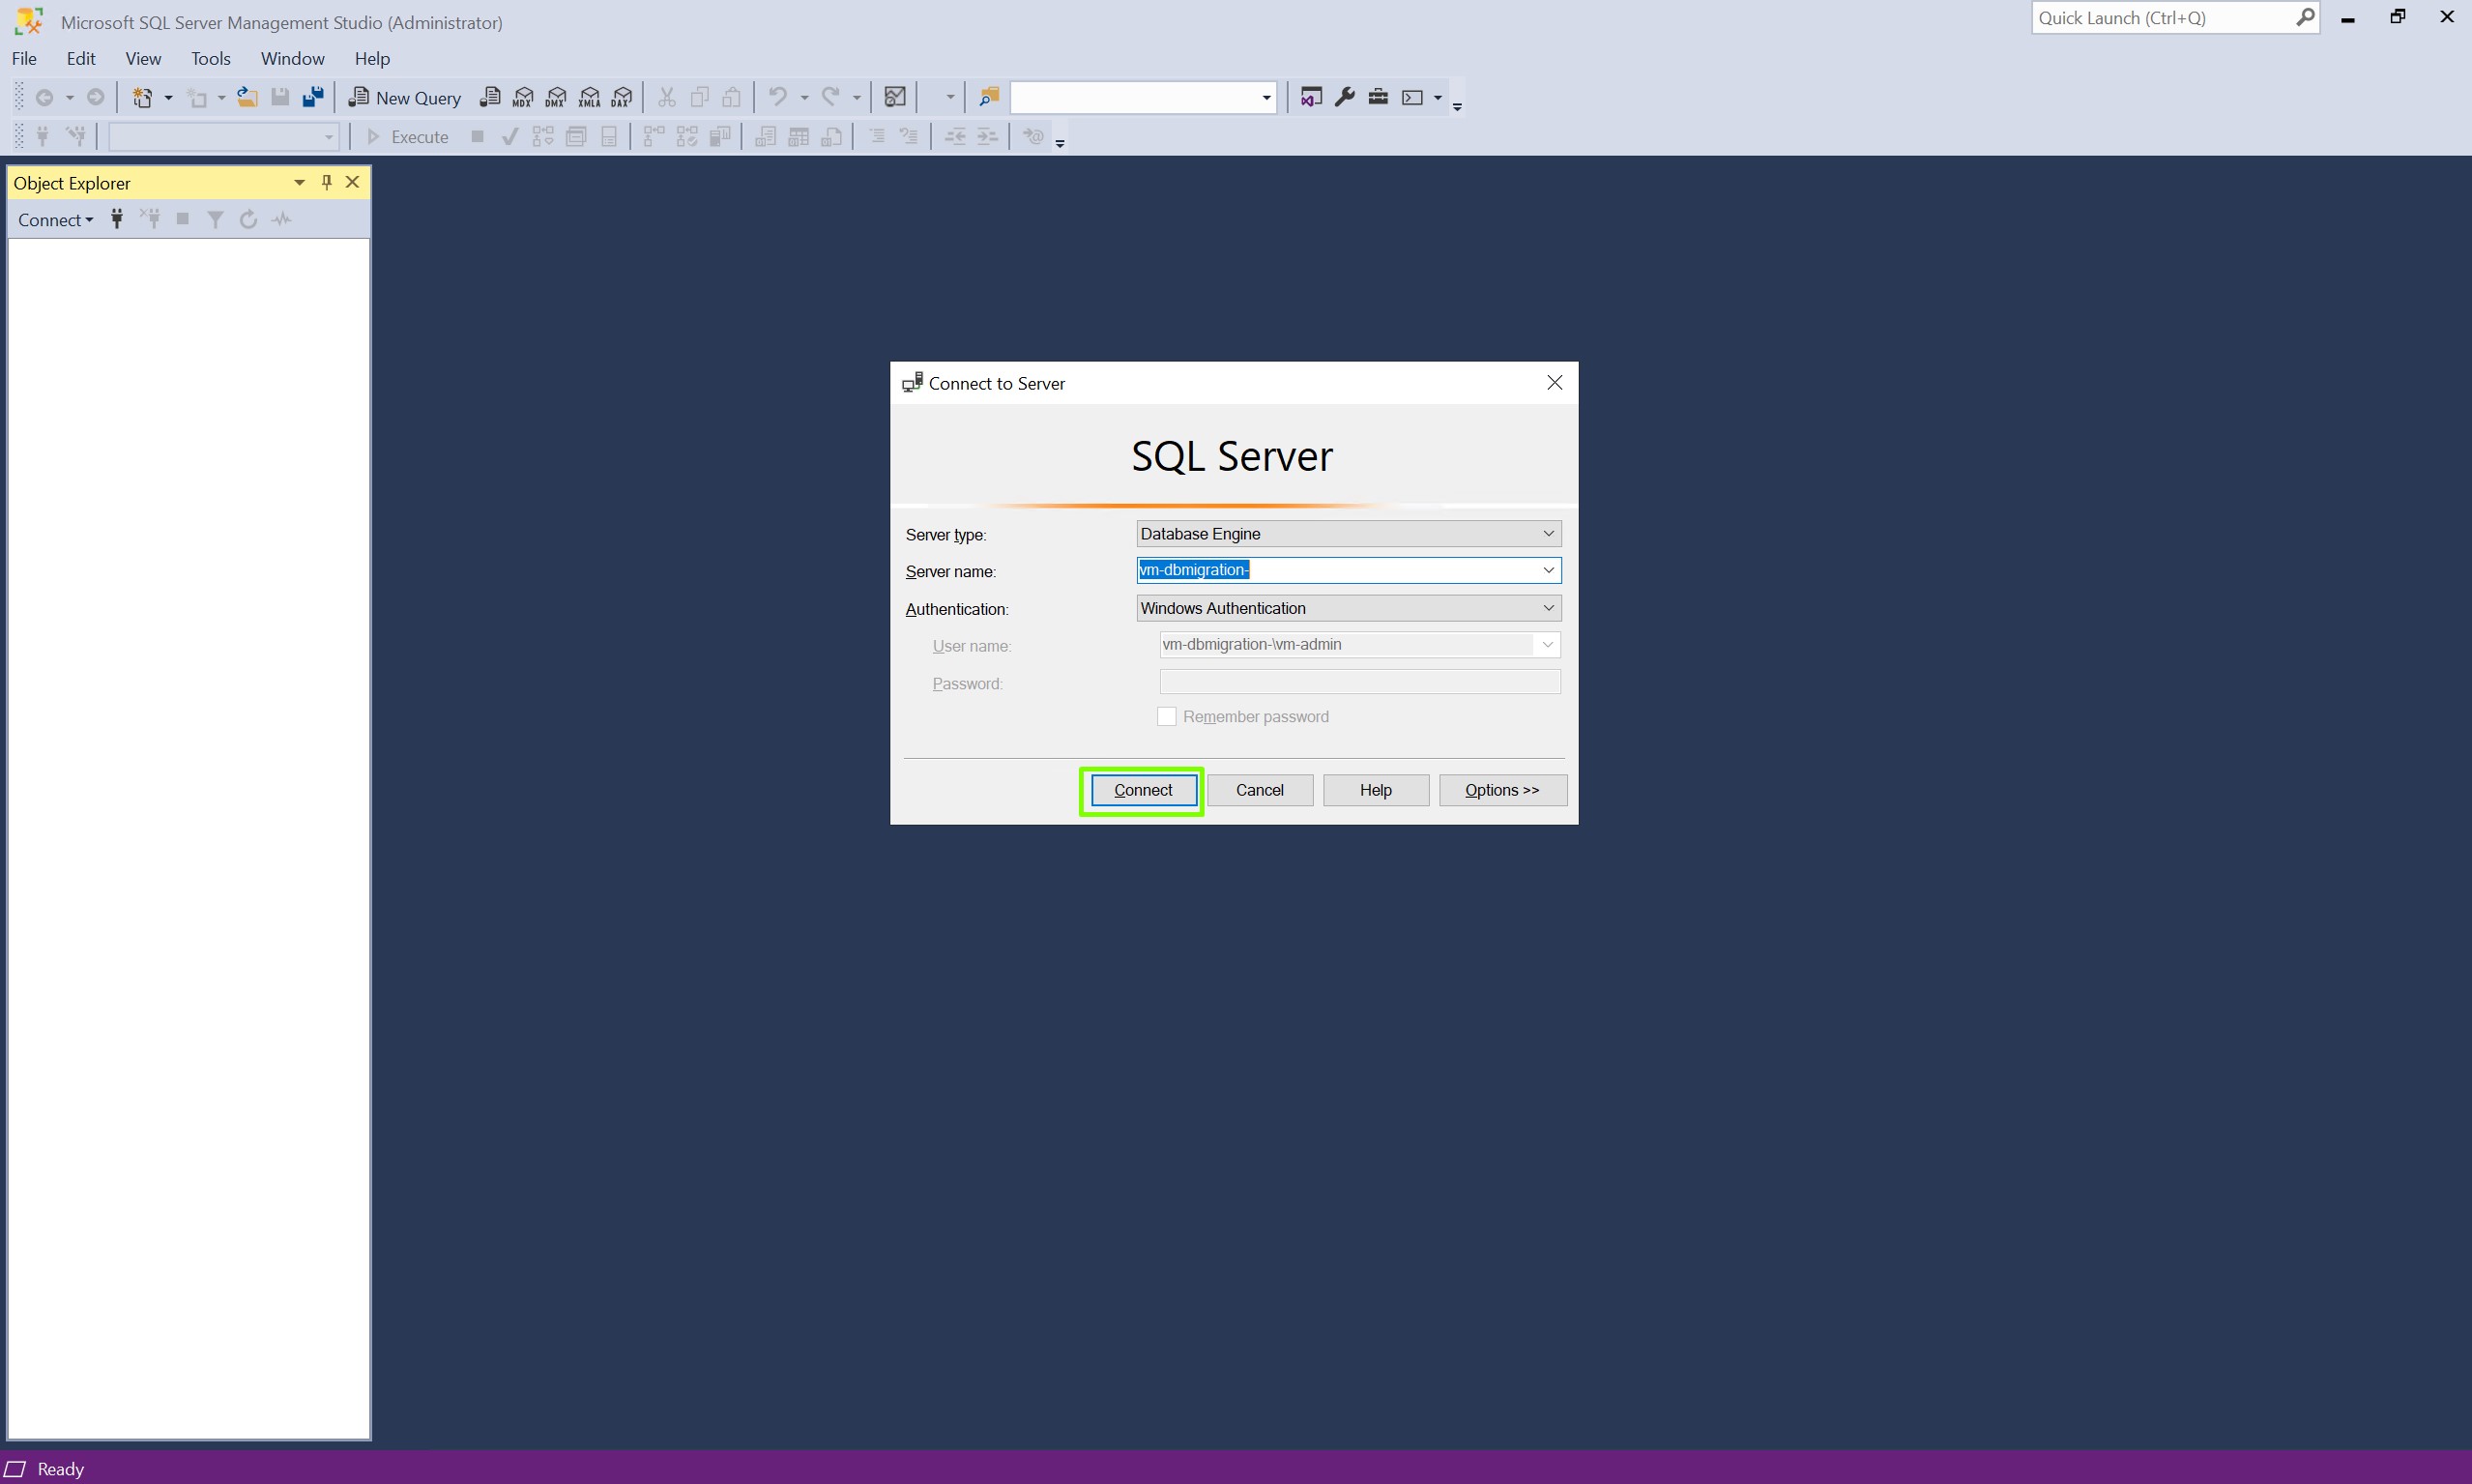 Microsoft SQL Server Management Studio (Administrator)
Quick Launch (Ctrl+Q)
File Edit View Tools Window Help
New Query MDX DMX XMLA DAX
Execute
Object Explorer
Connect
Connect to Server
SQL Server
Server type: Database Engine
Server name: vm-dbmigration-
Authentication: Windows Authentication
User name: vm-dbmigration-\vm-admin
Password:
Remember password
Connect Cancel Help Options >>
Ready